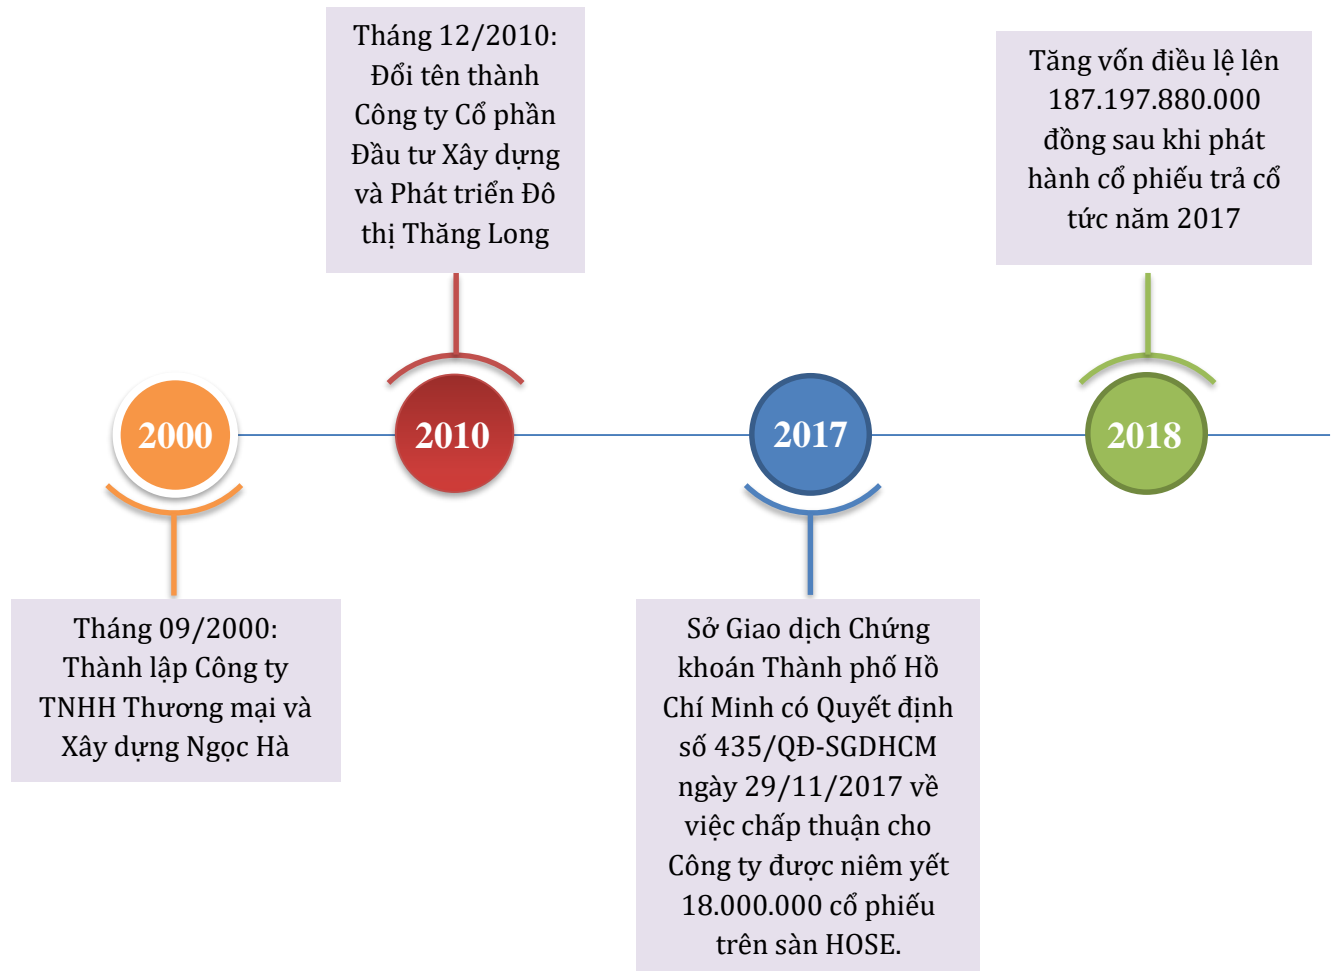 Tháng 12/2010:
Đổi tên thành
Công ty Cổ phần
Đầu tư Xây dựng
và Phát triển Đô
thị Thăng Long
Tăng vốn điều lệ lên
187.197.880.000
đồng sau khi phát
hành cổ phiếu trả cổ
tức năm 2017
2000
2010
2017
2018
Tháng 09/2000:
Thành lập Công ty
TNHH Thương mại và
Xây dựng Ngọc Hà
Sở Giao dịch Chứng
khoán Thành phố Hồ
Chí Minh có Quyết định
số 435/QĐ-SGDHCM
ngày 29/11/2017 về
việc chấp thuận cho
Công ty được niêm yết
18.000.000 cổ phiếu
trên sàn HOSE.